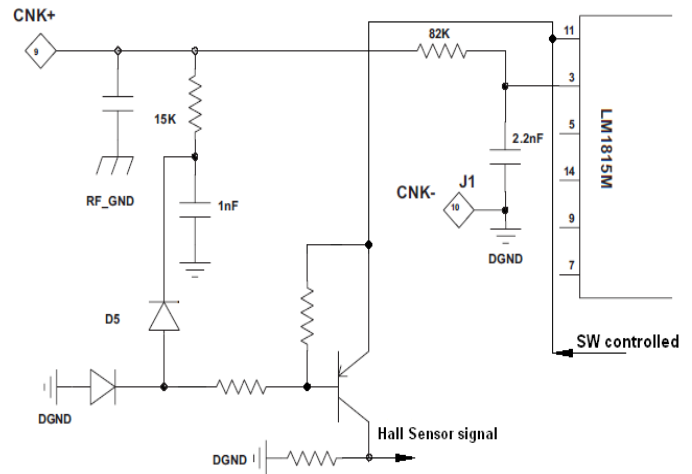 CNK+
9
82K
11
3
15K
2.2nF
5
LM1815M
RF_GND
1nF
CNK-
J1
10
14
9
DGND
7
D5
SW controlled
DGND
Hall Sensor signal
DGND